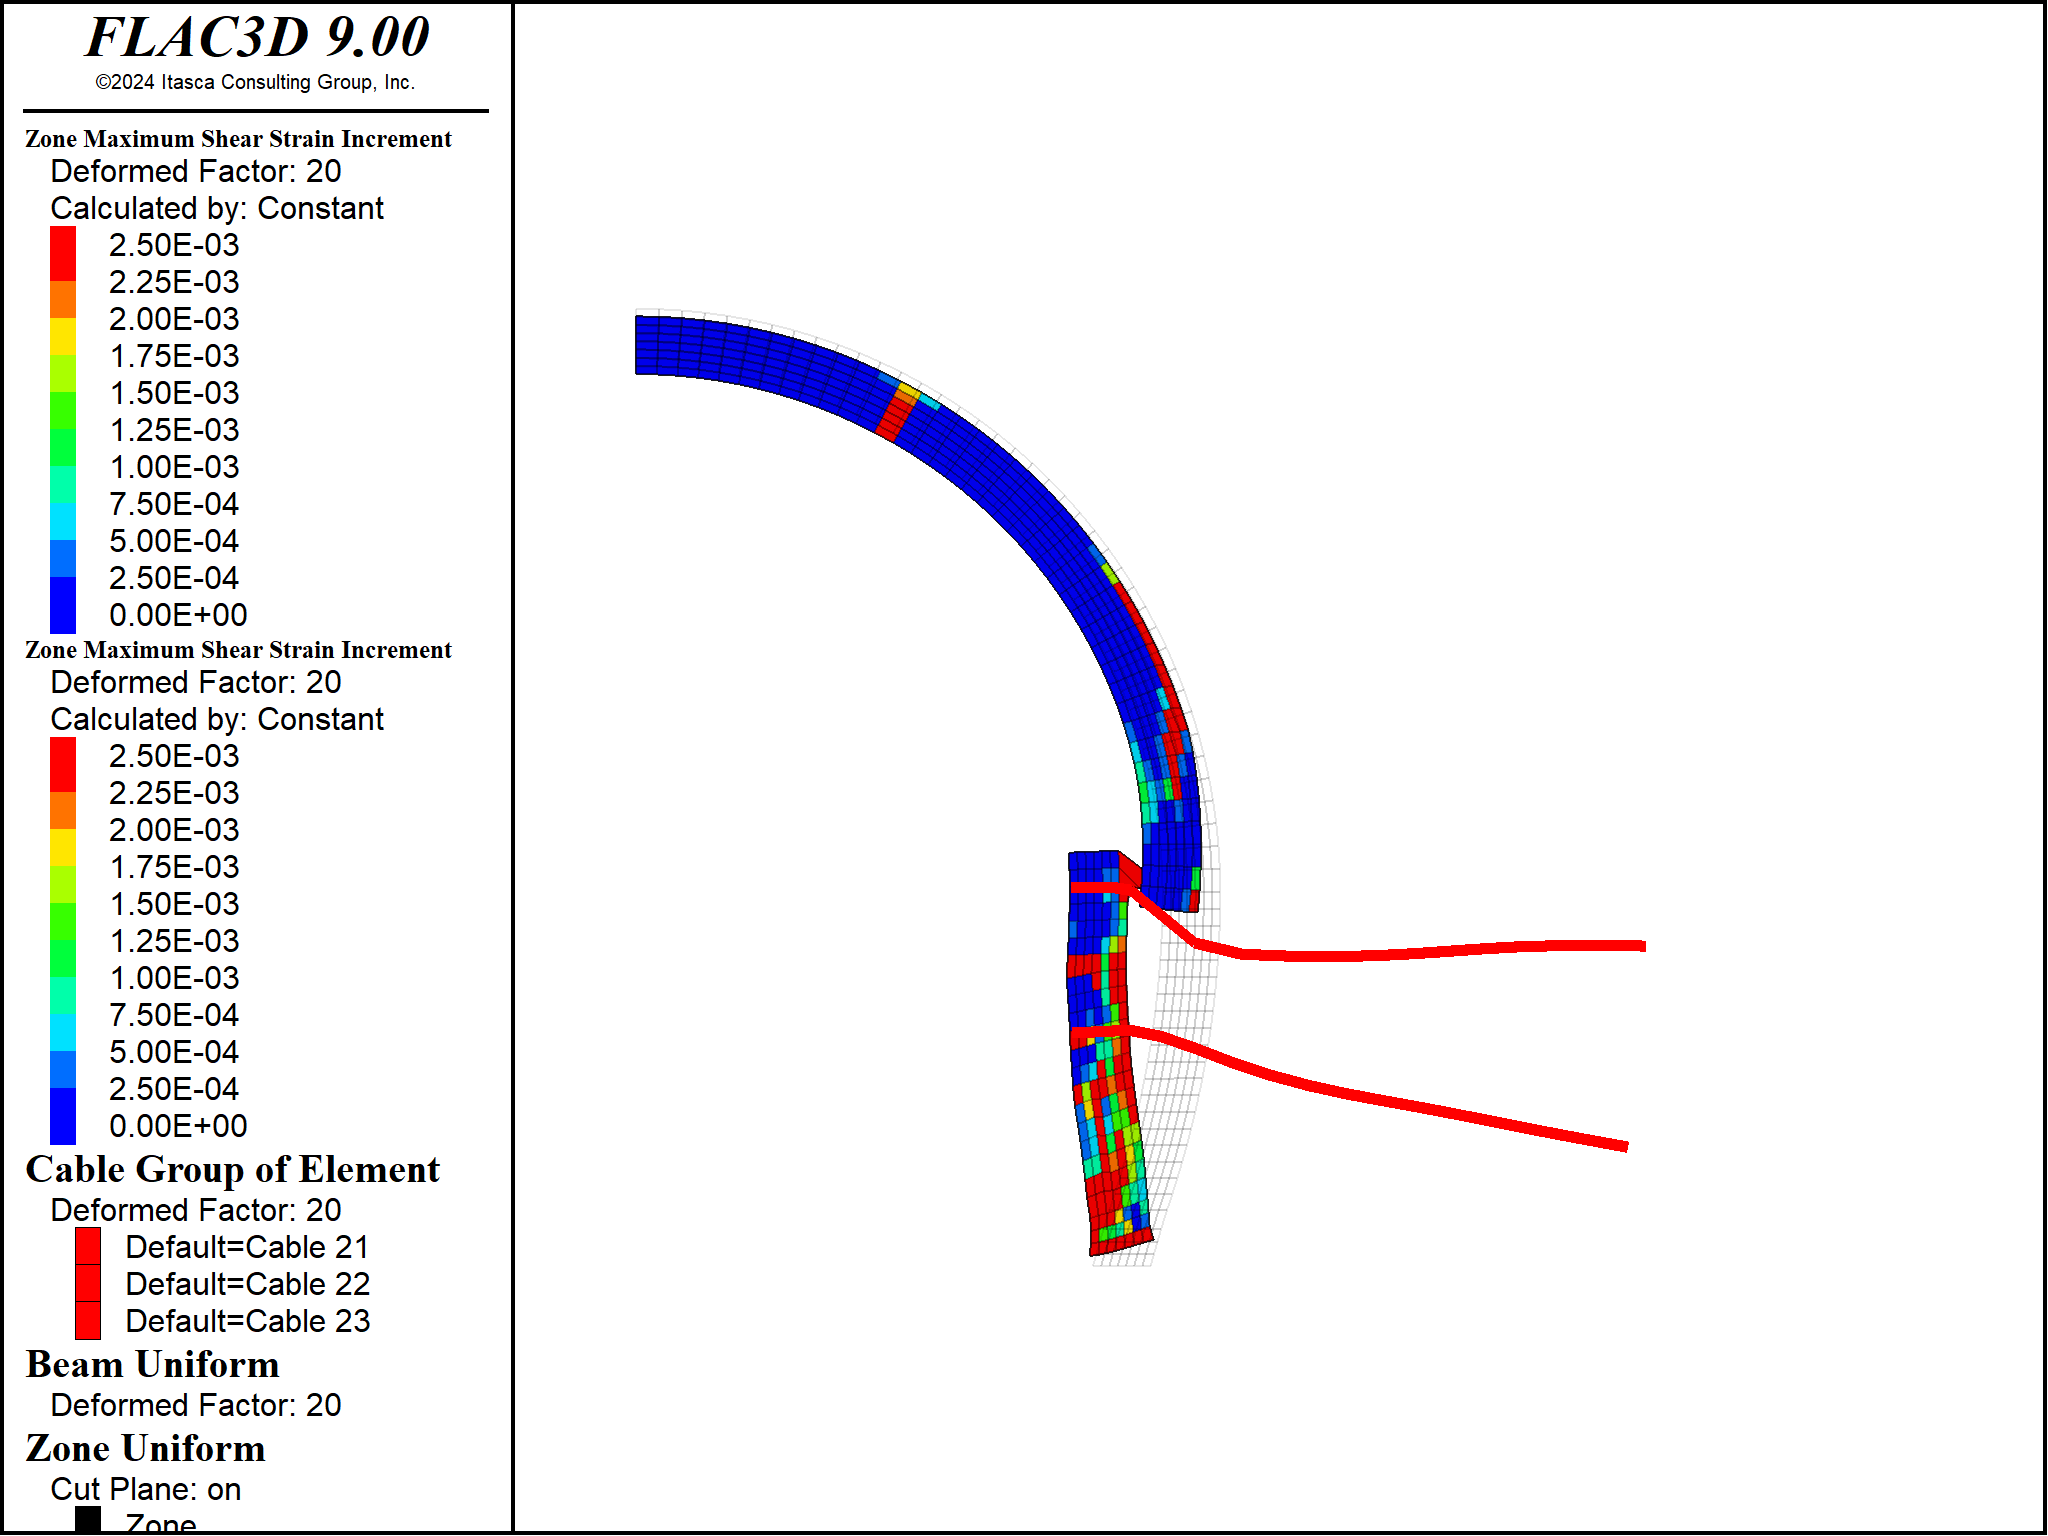 FLAC3D 9.00
©2024 Itasca Consulting Group, Inc.
Zone Maximum Shear Strain Increment
Deformed Factor: 20
Calculated by: Constant
2.50E-03
2.25E-03
2.00E-03
1.75E-03
1.50E-03
1.25E-03
1.00E-03
7.50E-04
5.00E-04
2.50E-04
0.00E+00
Zone Maximum Shear Strain Increment
Deformed Factor: 20
Calculated by: Constant
2.50E-03
2.25E-03
2.00E-03
1.75E-03
1.50E-03
1.25E-03
1.00E-03
7.50E-04
5.00E-04
2.50E-04
0.00E+00
Cable Group of Element
Deformed Factor: 20
Default=Cable 21
Default=Cable 22
Default=Cable 23
Beam Uniform
Deformed Factor: 20
Zone Uniform
Cut Plane: on
Zone